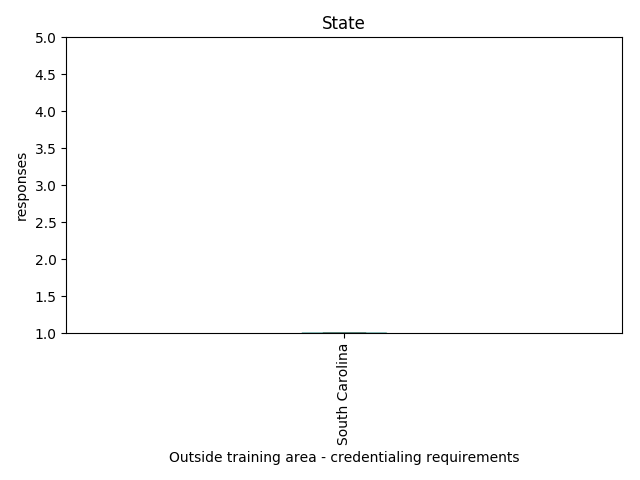 State
5.0
4.5
4.0
3.5
3.0
2.5
2.0
1.5
1.0
responses
South Carolina
Outside training area - credentialing requirements